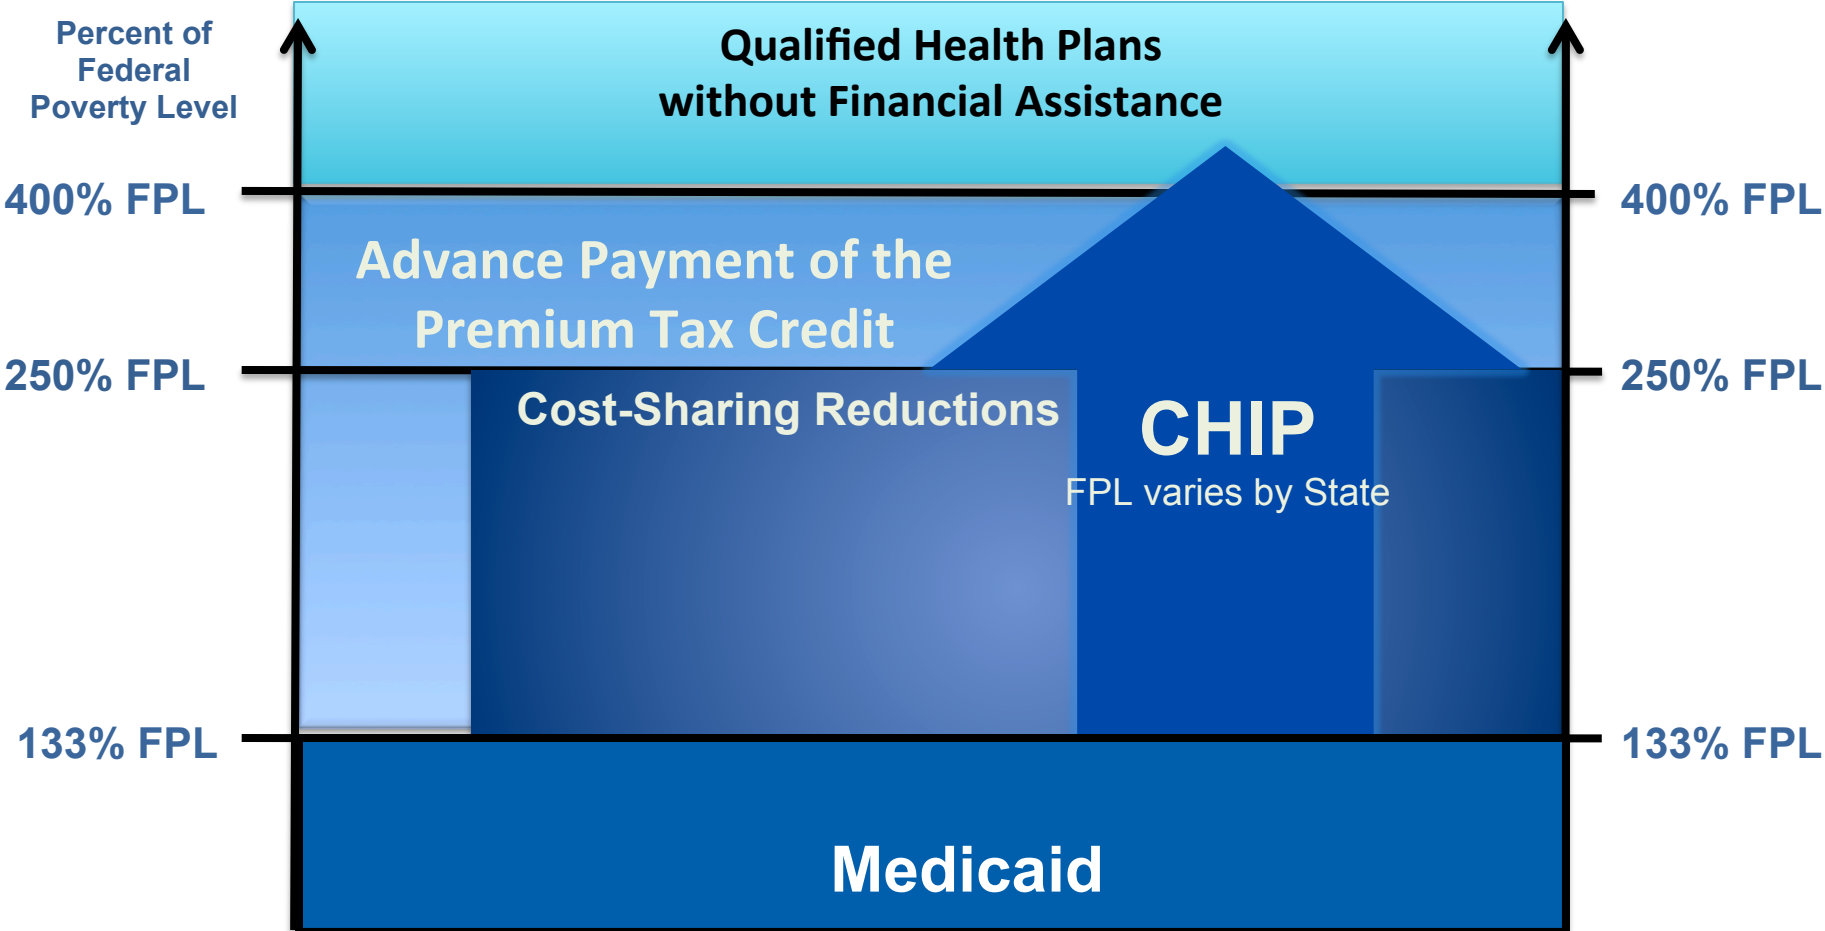 Percent of
Federal
Poverty Level
Qualified Health Plans
without Financial Assistance
400% FPL
400% FPL
Advance Payment of the
Premium Tax Credit
250% FPL
250% FPL
Cost-Sharing Reductions
CHIP
FPL varies by State
133% FPL
133% FPL
Medicaid